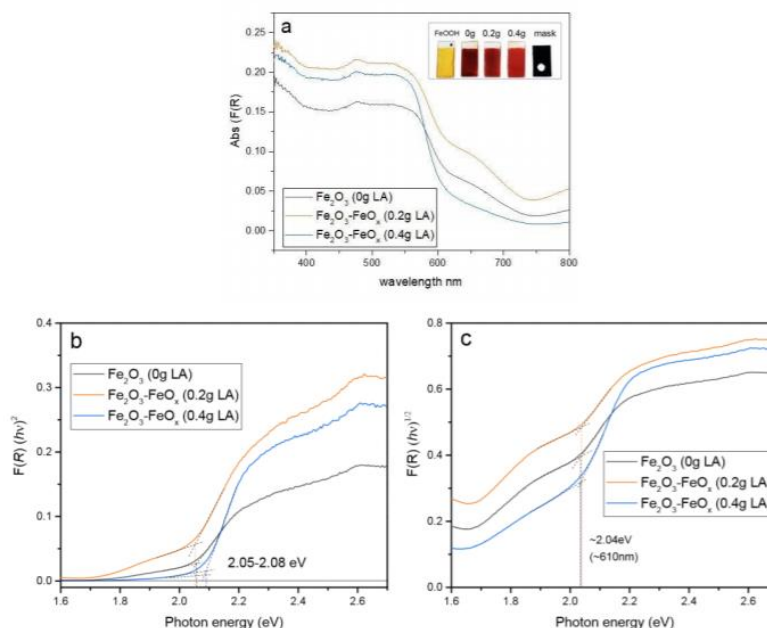 a
FeOOH 0g 0.2g 0.4g mask
0.25
0.20
0.15
0.10
0.05
0.00
Abs (F(R)
Fe₂O₃ (0g LA)
Fe₂O₃-FeOₓ (0.2g LA)
Fe₂O₃-FeOₓ (0.4g LA)
400 500 600 700 800
wavelength nm
b
0.4
0.3
0.2
0.1
0.0
F(R) (hν)²
Fe₂O₃ (0g LA)
Fe₂O₃-FeOₓ (0.2g LA)
Fe₂O₃-FeOₓ (0.4g LA)
2.05-2.08 eV
1.6 1.8 2.0 2.2 2.4 2.6
Photon energy (eV)
c
0.8
0.6
0.4
0.2
0.0
F(R) (hν)¹/²
Fe₂O₃ (0g LA)
Fe₂O₃-FeOₓ (0.2g LA)
Fe₂O₃-FeOₓ (0.4g LA)
~2.04eV
(~610nm)
1.6 1.8 2.0 2.2 2.4 2.6
Photon energy (eV)